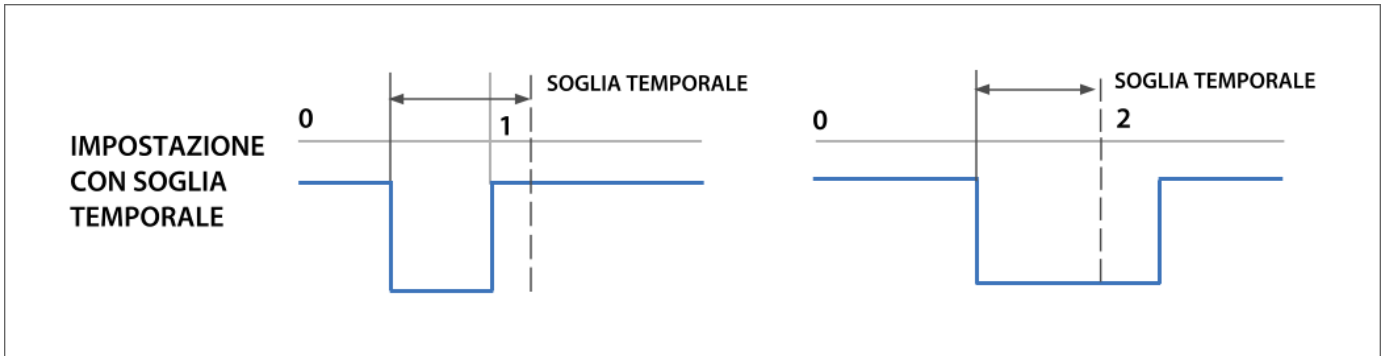 IMPOSTAZIONE
CON SOGLIA
TEMPORALE
0
1
SOGLIA TEMPORALE
0
2
SOGLIA TEMPORALE